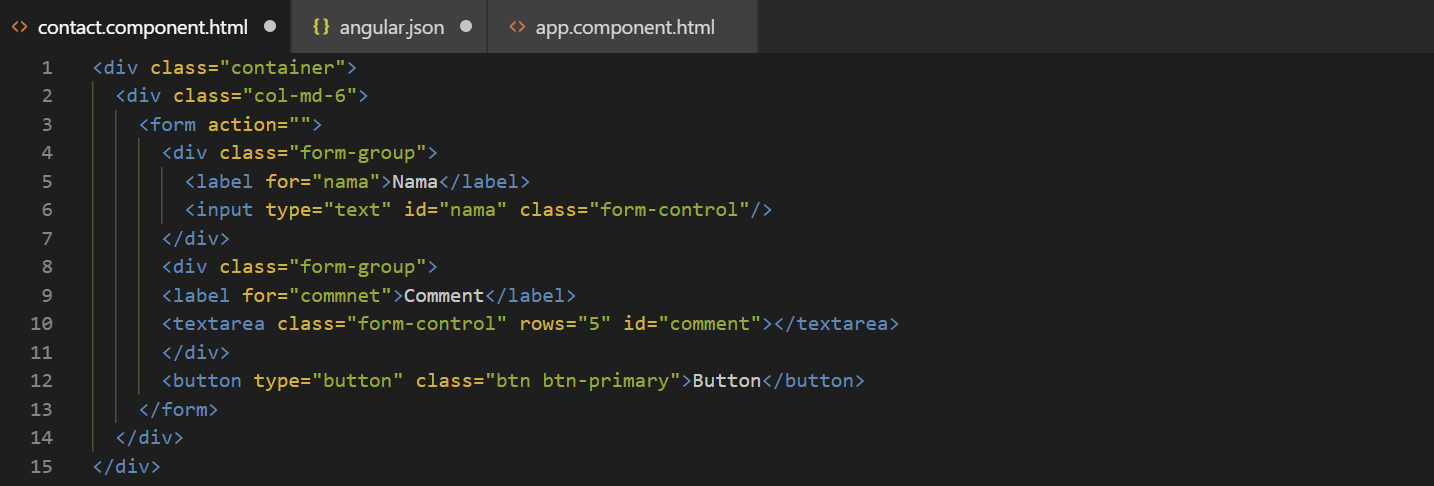 <> contact.component.html ● {} angular.json ● <> app.component.html
1 <div class="container">
2 <div class="col-md-6">
3 <form action="">
4 <div class="form-group">
5 <label for="nama">Nama</label>
6 <input type="text" id="nama" class="form-control"/>
7 </div>
8 <div class="form-group">
9 <label for="commnet">Comment</label>
10 <textarea class="form-control" rows="5" id="comment"></textarea>
11 </div>
12 <button type="button" class="btn btn-primary">Button</button>
13 </form>
14 </div>
15 </div>